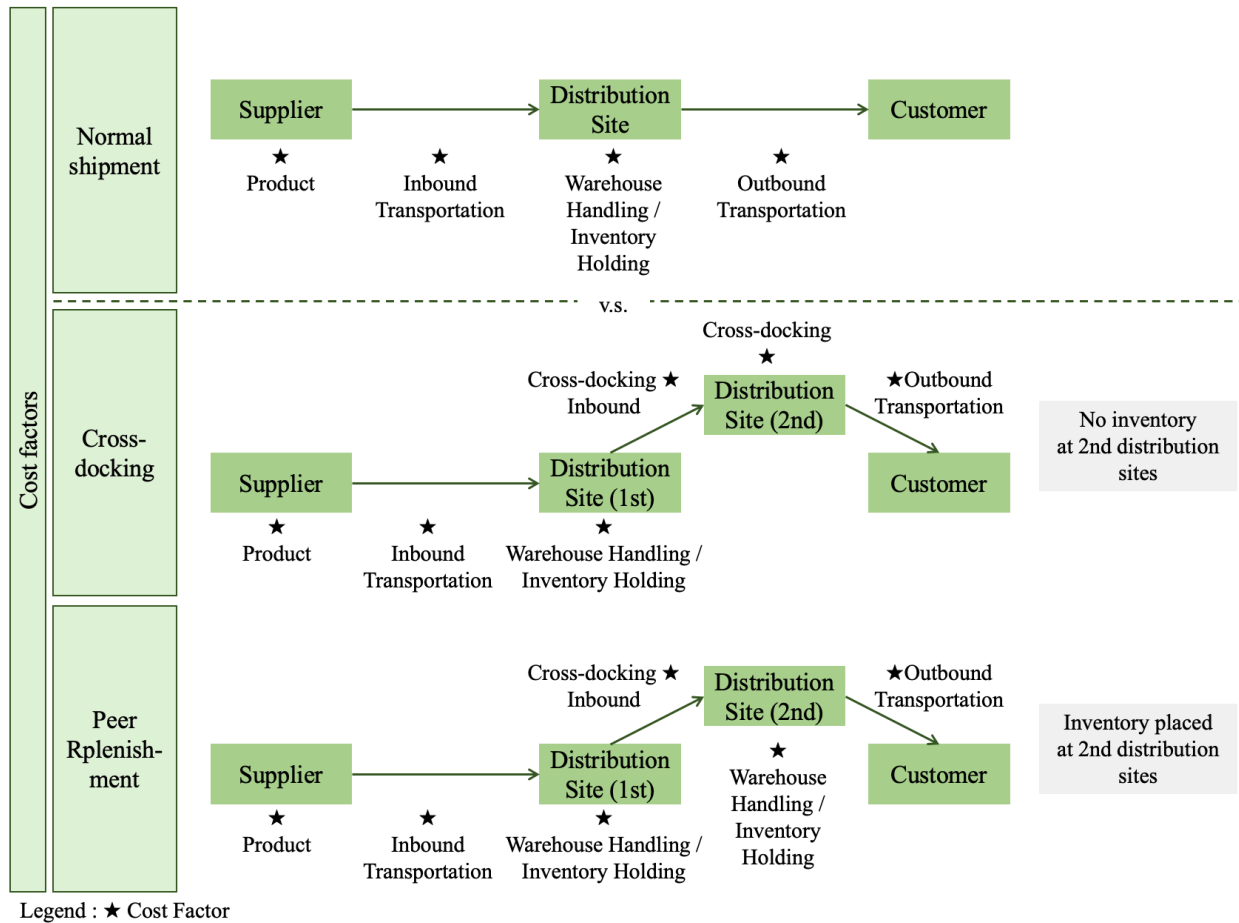 Cost factors
Normal
shipment
Supplier
Distribution
Site
Customer
★
Product
★
Inbound
Transportation
★
Warehouse
Handling /
Inventory
Holding
★
Outbound
Transportation
v.s.
Cross-
docking
Cross-docking
★
Cross-docking ★
Inbound
Distribution
Site (2nd)
★Outbound
Transportation
Supplier
Distribution
Site (1st)
Customer
★
Product
★
Inbound
Transportation
★
Warehouse Handling /
Inventory Holding
No inventory
at 2nd distribution
sites
Peer
Rplenish-
ment
Cross-docking ★
Inbound
Distribution
Site (2nd)
★Outbound
Transportation
Supplier
Distribution
Site (1st)
Customer
★
Product
★
Inbound
Transportation
★
Warehouse Handling /
Inventory Holding
★
Warehouse
Handling /
Inventory
Holding
Inventory placed
at 2nd distribution
sites
Legend : ★ Cost Factor